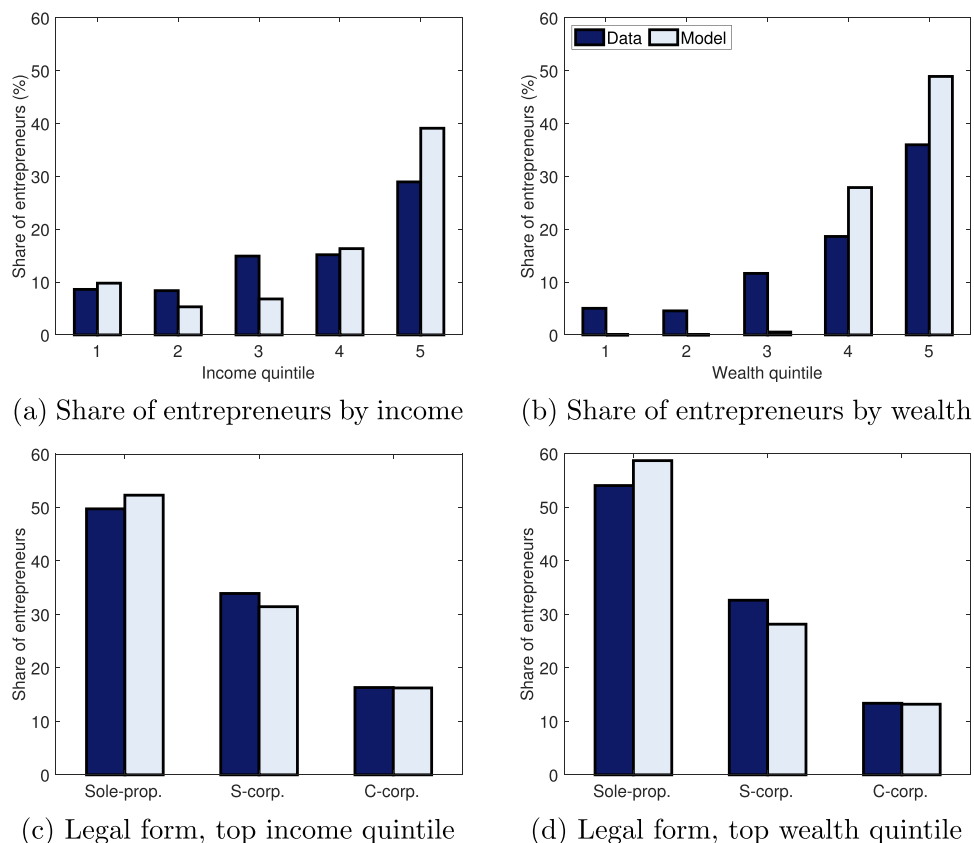 60
50
40
30
20
10
0
Share of entrepreneurs (%)
1 2 3 4 5
Income quintile
(a) Share of entrepreneurs by income
Data Model
60
50
40
30
20
10
0
Share of entrepreneurs (%)
1 2 3 4 5
Wealth quintile
(b) Share of entrepreneurs by wealth
60
50
40
30
20
10
0
Share of entrepreneurs
Sole-prop. S-corp. C-corp.
(c) Legal form, top income quintile
60
50
40
30
20
10
0
Share of entrepreneurs
Sole-prop. S-corp. C-corp.
(d) Legal form, top wealth quintile